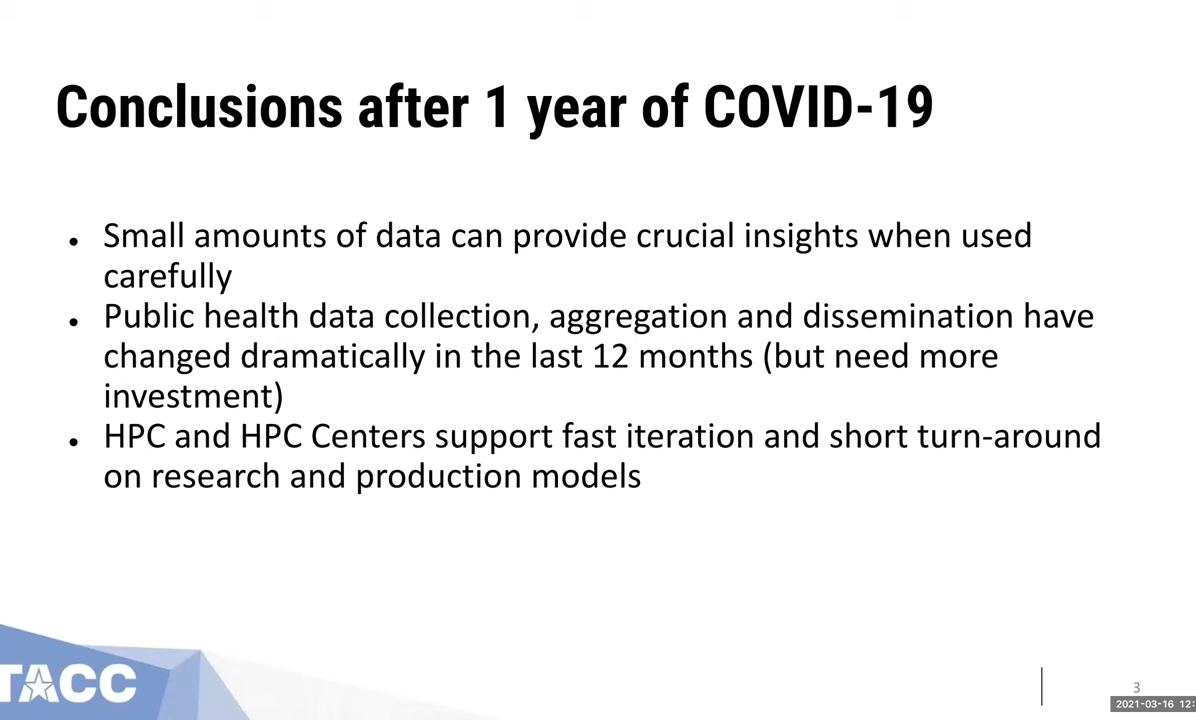 Conclusions after 1 year of COVID-19
• Small amounts of data can provide crucial insights when used
carefully
• Public health data collection, aggregation and dissemination have
changed dramatically in the last 12 months (but need more
investment)
• HPC and HPC Centers support fast iteration and short turn-around
on research and production models
TACC
3
2021-03-16 12: